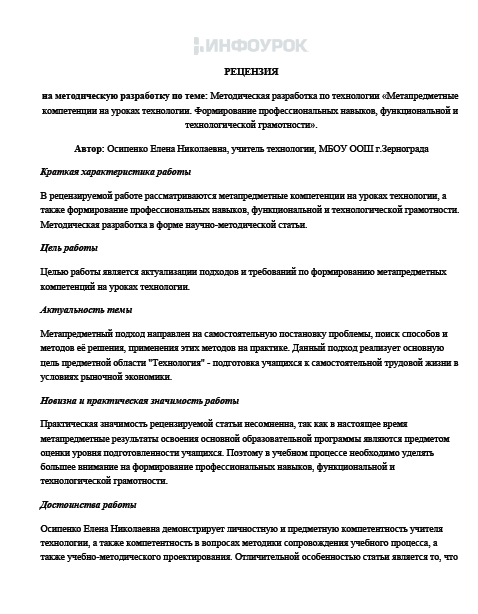 ИНФОУРОК
РЕЦЕНЗИЯ
на методическую разработку по теме: Методическая разработка по технологии «Метапредметные
компетенции на уроках технологии. Формирование профессиональных навыков, функциональной и
технологической грамотности».
Автор: Осипенко Елена Николаевна, учитель технологии, МБОУ ООШ г.Зернограда
Краткая характеристика работы
В рецензируемой работе рассматриваются метапредметные компетенции на уроках технологии, а
также формирование профессиональных навыков, функциональной и технологической грамотности.
Методическая разработка в форме научно-методической статьи.
Цель работы
Целью работы является актуализации подходов и требований по формированию метапредметных
компетенций на уроках технологии.
Актуальность темы
Метапредметный подход направлен на самостоятельную постановку проблемы, поиск способов и
методов её решения, применения этих методов на практике. Данный подход реализует основную
цель предметной области "Технология" - подготовка учащихся к самостоятельной трудовой жизни в
условиях рыночной экономики.
Новизна и практическая значимость работы
Практическая значимость рецензируемой статьи несомненна, так как в настоящее время
метапредметные результаты освоения основной образовательной программы являются предметом
оценки уровня подготовленности учащихся. Поэтому в учебном процессе необходимо уделять
большее внимание на формирование профессиональных навыков, функциональной и
технологической грамотности.
Достоинства работы
Осипенко Елена Николаевна демонстрирует личностную и предметную компетентность учителя
технологии, а также компетентность в вопросах методики сопровождения учебного процесса, а
также учебно-методического проектирования. Отличительной особенностью статьи является то, что